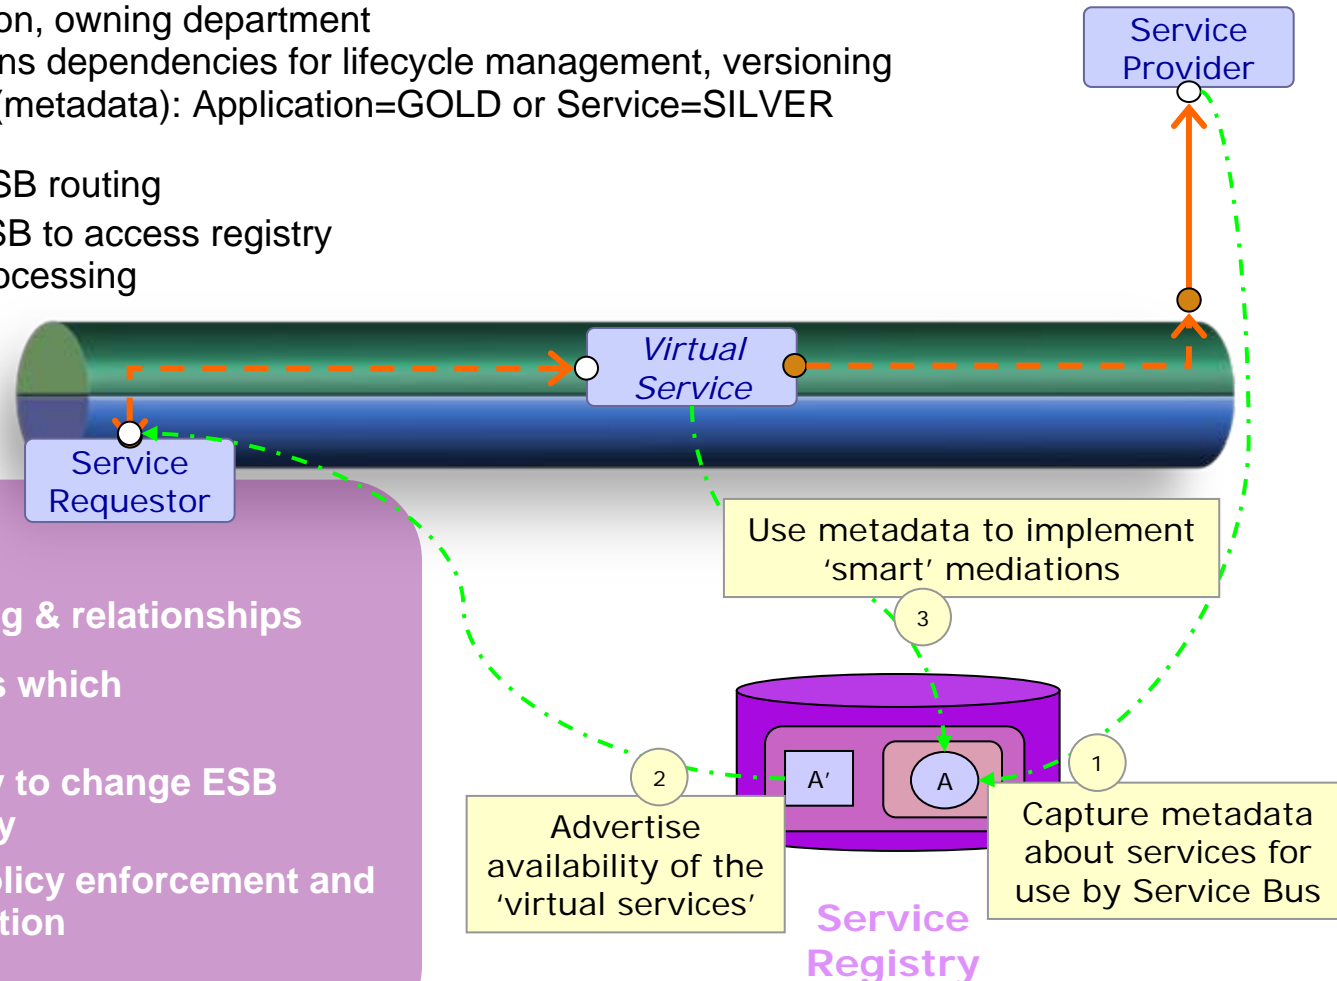 on, owning department
ns dependencies for lifecycle management, versioning
(metadata): Application=GOLD or Service=SILVER
SB routing
SB to access registry
ocessing
Service
Provider
Virtual
Service
Service
Requestor
Use metadata to implement
‘smart’ mediations
3
g & relationships
s which
y to change ESB
y
olicy enforcement and
tion
2
Advertise
availability of the
‘virtual services’
A’
A
1
Capture metadata
about services for
use by Service Bus
Service
Registry